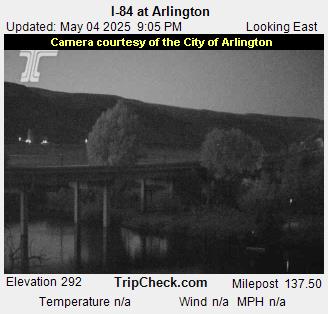 I-84 at Arlington
Updated: May 04 2025 9:05 PM Looking East
Camera courtesy of the City of Arlington
Elevation 292 TripCheck.com Milepost 137.50
Temperature n/a Wind n/a MPH n/a